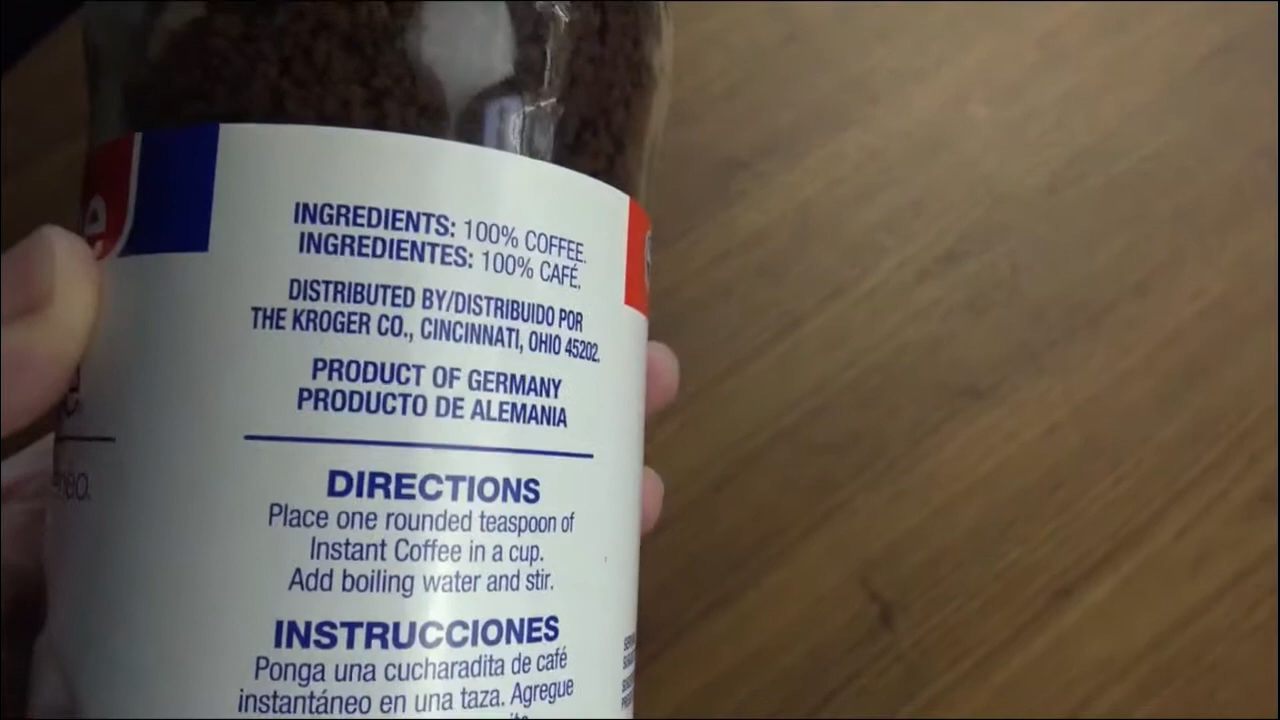 INGREDIENTS: 100% COFFEE.
INGREDIENTES: 100% CAFÉ.
DISTRIBUTED BY/DISTRIBUIDO POR
THE KROGER CO., CINCINNATI, OHIO 45202.
PRODUCT OF GERMANY
PRODUCTO DE ALEMANIA
DIRECTIONS
Place one rounded teaspoon of
Instant Coffee in a cup.
Add boiling water and stir.
INSTRUCCIONES
Ponga una cucharadita de café
instantáneo en una taza. Agregue